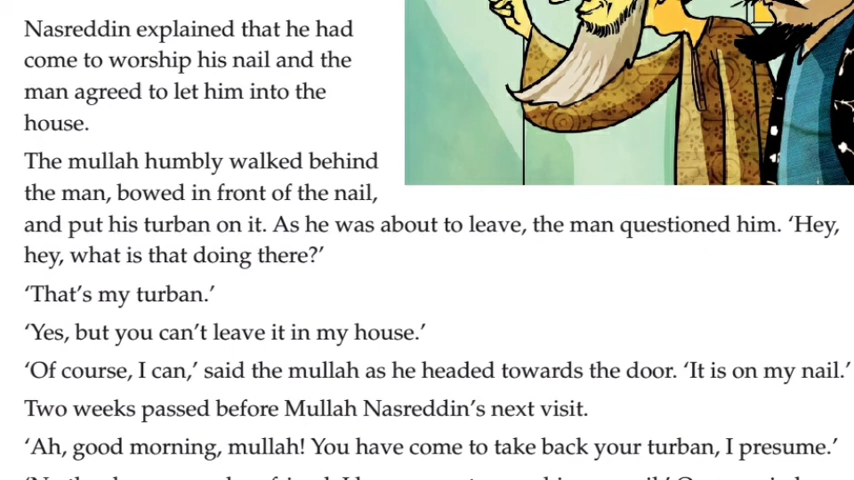 Nasreddin explained that he had
come to worship his nail and the
man agreed to let him into the
house.
The mullah humbly walked behind
the man, bowed in front of the nail,
and put his turban on it. As he was about to leave, the man questioned him. ‘Hey,
hey, what is that doing there?’
‘That’s my turban.’
‘Yes, but you can’t leave it in my house.’
‘Of course, I can,’ said the mullah as he headed towards the door. ‘It is on my nail.’
Two weeks passed before Mullah Nasreddin’s next visit.
‘Ah, good morning, mullah! You have come to take back your turban, I presume.’